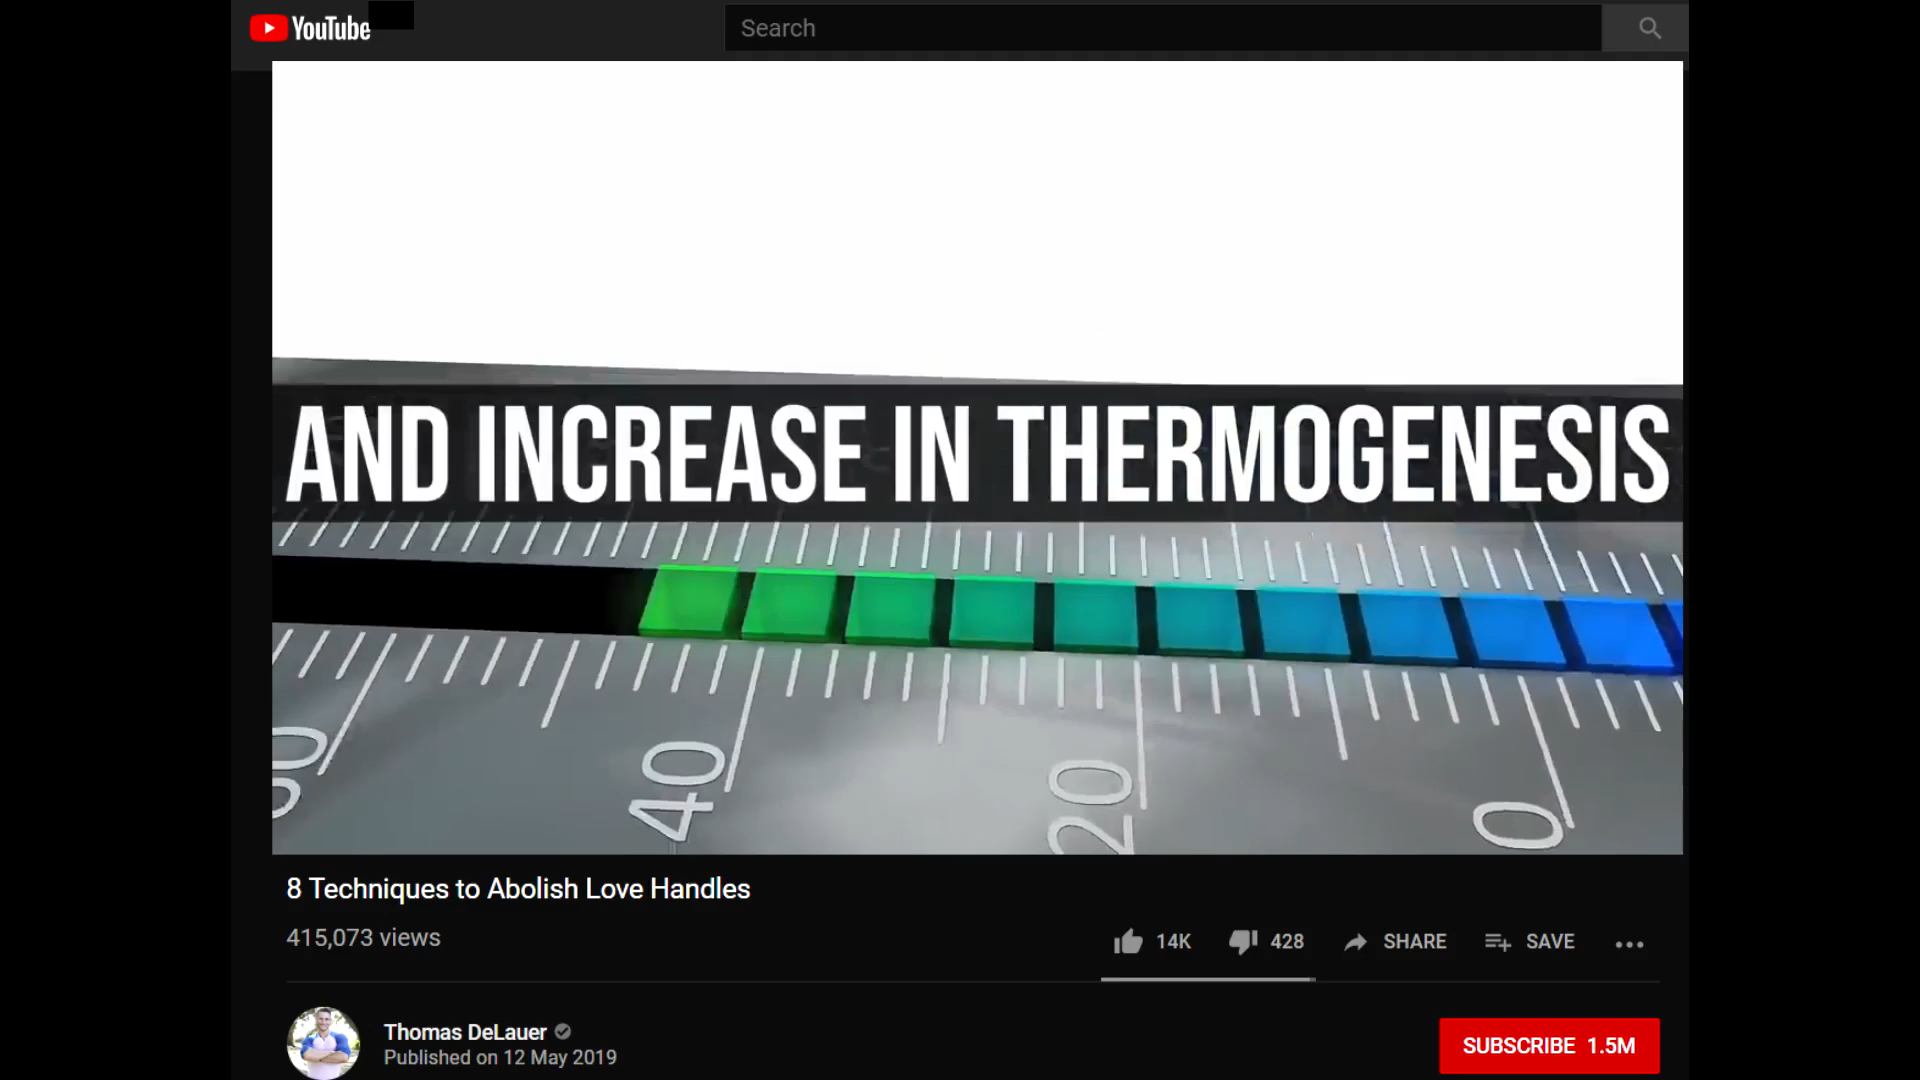 YouTube
Search
AND INCREASE IN THERMOGENESIS
40
20
0
8 Techniques to Abolish Love Handles
415,073 views
14K
428
SHARE
SAVE
Thomas DeLauer
Published on 12 May 2019
SUBSCRIBE 1.5M